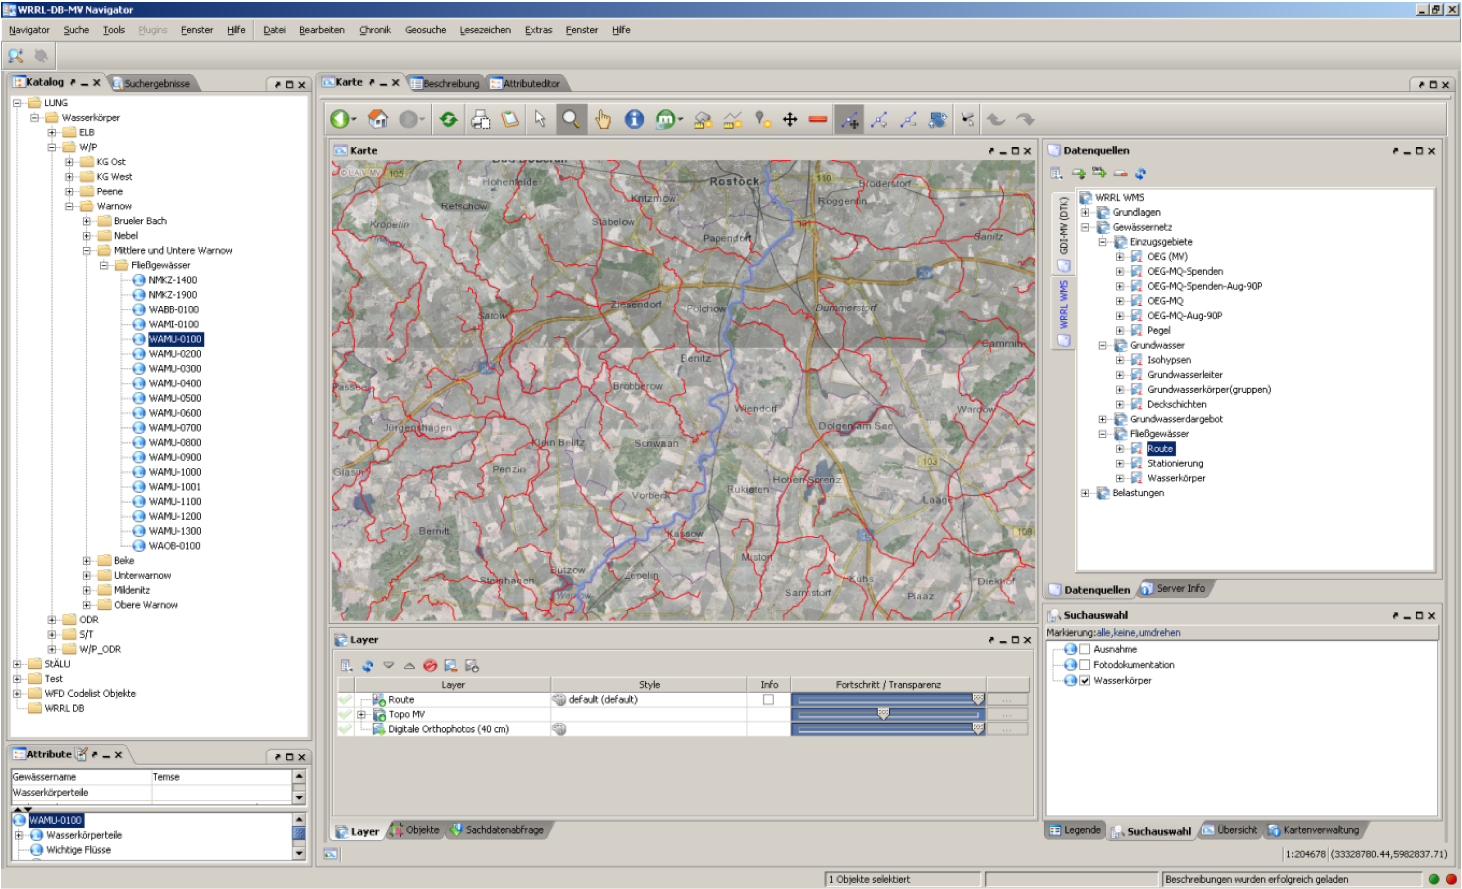 WRRL-DB-MV Navigator
Navigator Suche Tools Plugins Fenster Hilfe Datei Bearbeiten Chronik Geosuche Lesezeichen Extras Fenster Hilfe
Katalog
Suchergebnisse
LUNG
Wasserkörper
ELB
W/P
KG Ost
KG West
Peene
Warnow
Brueler Bach
Nebel
Mittlere und Untere Warnow
Fließgewässer
NMKZ-1400
NMKZ-1900
WABB-0100
WAMI-0100
WAMU-0100
WAMU-0200
WAMU-0300
WAMU-0400
WAMU-0500
WAMU-0600
WAMU-0700
WAMU-0800
WAMU-0900
WAMU-1000
WAMU-1001
WAMU-1100
WAMU-1200
WAMU-1300
WAOB-0100
Beke
Unterwarnow
Mildenitz
Obere Warnow
ODR
S/T
W/P_ODR
StÄLU
Test
WFD Codelist Objekte
WRRL DB
Attribute
Gewässername Temse
Wasserkörperteile
WAMU-0100
Wasserkörperteile
Wichtige Flüsse
Karte
Beschreibung
Attributeditor
Karte
105
Hohenfelde
Rostock
110
Broderstorf
Kritzmow
Roggentin
Retschow
Stäbelow
Kröpelin
Papendorf
Sanitz
Ziesendorf
Polchow
Dummerstorf
Satow
Cammin
Benitz
Bröbberow
Wiendorf
Wardow
Jürgenshagen
Dolgen am See
Klein Belitz
Schwaan
Glasin
Penzin
103
Hohen Sprenz
Vorbeck
Rukieten
Laage
Bernitt
Kassow
108
Mistorf
Bützow
Zepelin
Steinhagen
Kuhs
Diekhof
Warnow
Sarmstorf
Plaaz
Layer
Layer Style Info Fortschritt / Transparenz
Route default (default) ...
Topo MV ...
Digitale Orthophotos (40 cm) ...
Layer
Objekte
Sachdatenabfrage
Datenquellen
GDI-MV (DTK)
WRRL WMS
WRRL WMS
Grundlagen
Gewässernetz
Einzugsgebiete
OEG (MV)
OEG-MQ-Spenden
OEG-MQ-Spenden-Aug-90P
OEG-MQ
OEG-MQ-Aug-90P
Pegel
Grundwasser
Isohypsen
Grundwasserleiter
Grundwasserkörper(gruppen)
Deckschichten
Grundwasserdargebot
Fließgewässer
Route
Stationierung
Wasserkörper
Belastungen
Datenquellen
Server Info
Suchauswahl
Markierung:alle,keine,umdrehen
Ausnahme
Fotodokumentation
Wasserkörper
Legende
Suchauswahl
Übersicht
Kartenverwaltung
1:204678 (33328780.44,5982837.71)
1 Objekte selektiert
Beschreibungen wurden erfolgreich geladen